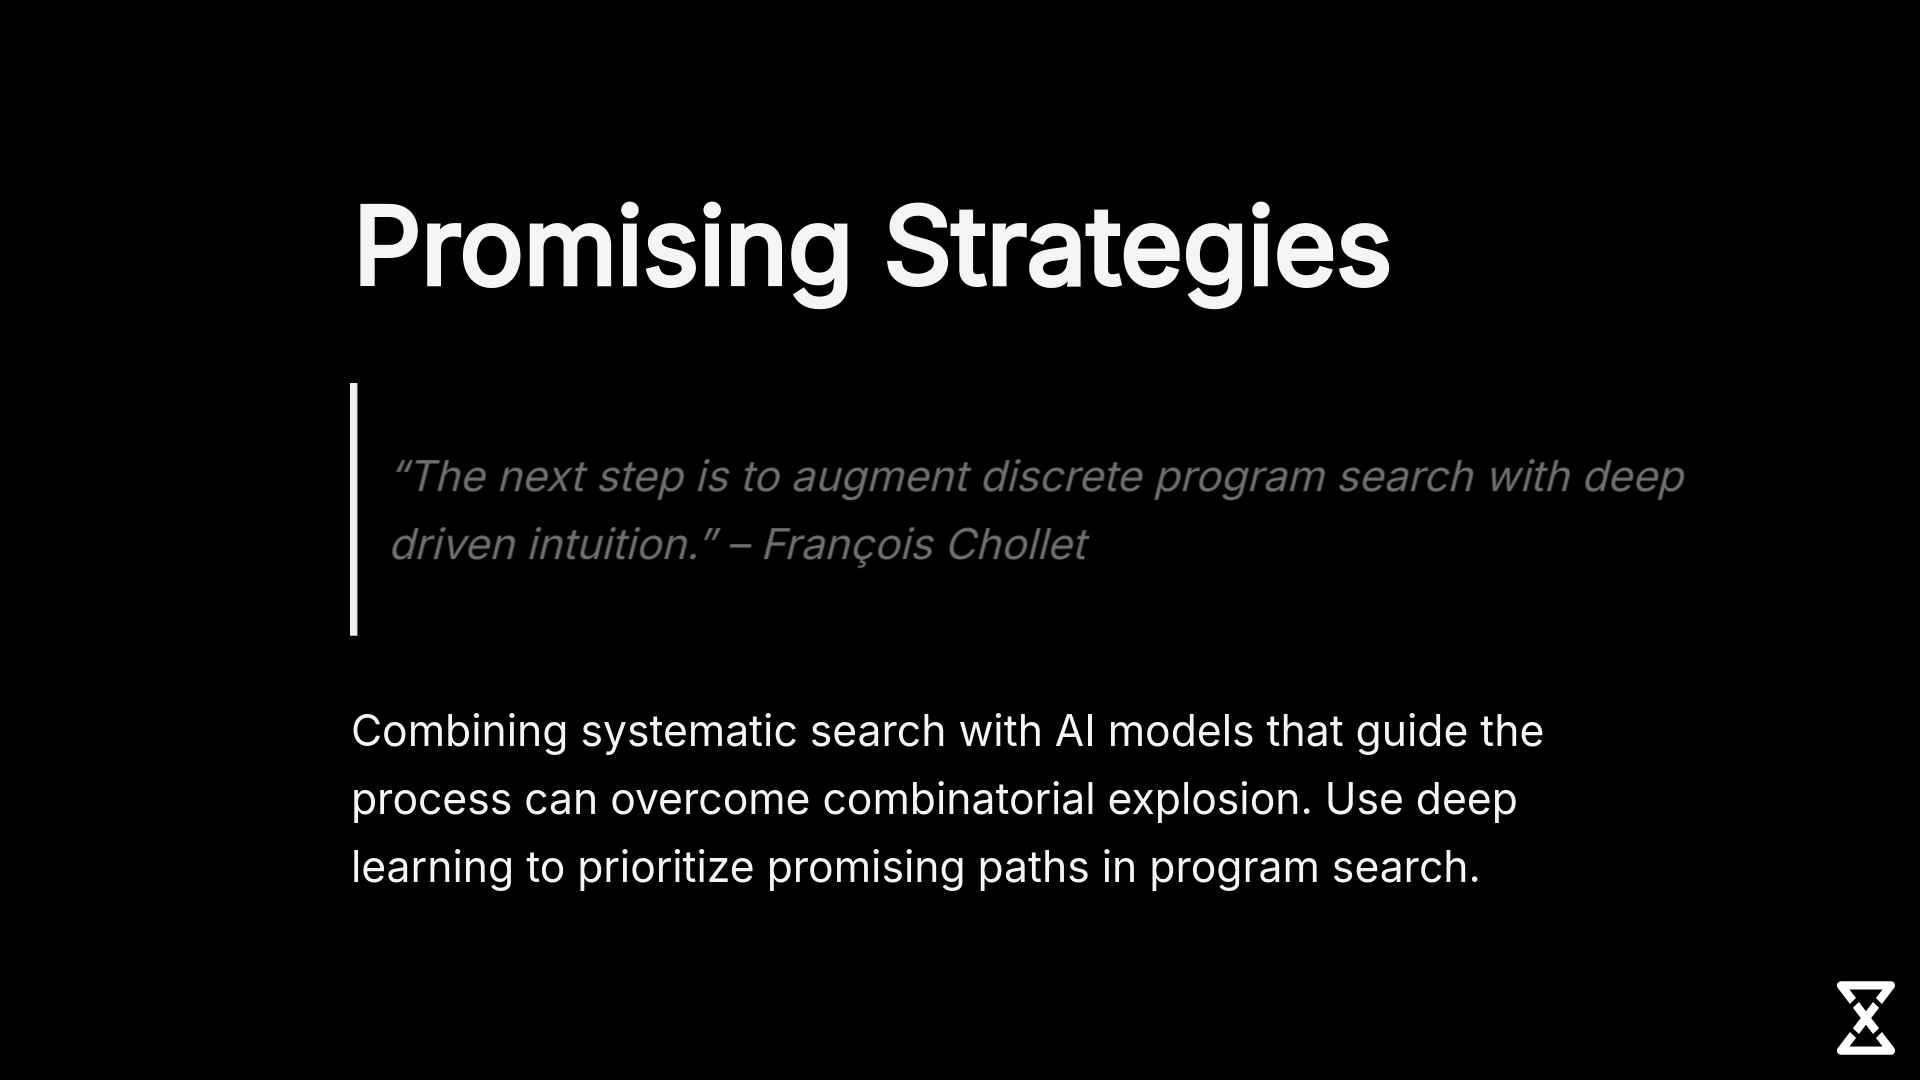 Promising Strategies
“The next step is to augment discrete program search with deep
driven intuition.” – François Chollet
Combining systematic search with AI models that guide the
process can overcome combinatorial explosion. Use deep
learning to prioritize promising paths in program search.